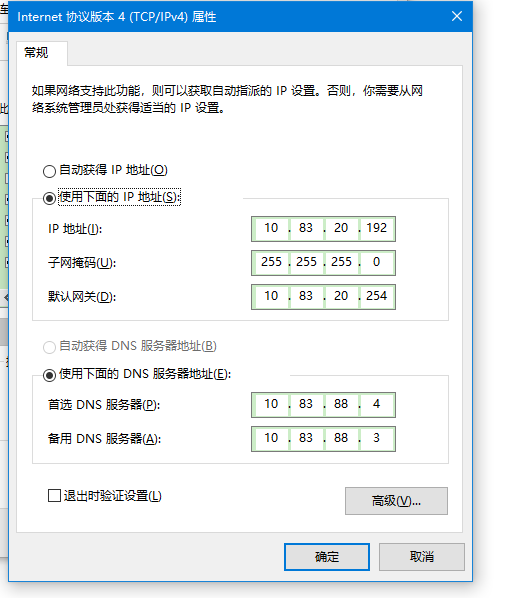 Internet 协议版本 4 (TCP/IPv4) 属性
常规
如果网络支持此功能，则可以获取自动指派的 IP 设置。否则，你需要从网
络系统管理员处获得适当的 IP 设置。
自动获得 IP 地址(O)
使用下面的 IP 地址(S):
IP 地址(I): 10 . 83 . 20 . 192
子网掩码(U): 255 . 255 . 255 . 0
默认网关(D): 10 . 83 . 20 . 254
自动获得 DNS 服务器地址(B)
使用下面的 DNS 服务器地址(E):
首选 DNS 服务器(P): 10 . 83 . 88 . 4
备用 DNS 服务器(A): 10 . 83 . 88 . 3
退出时验证设置(L)
高级(V)...
确定 取消